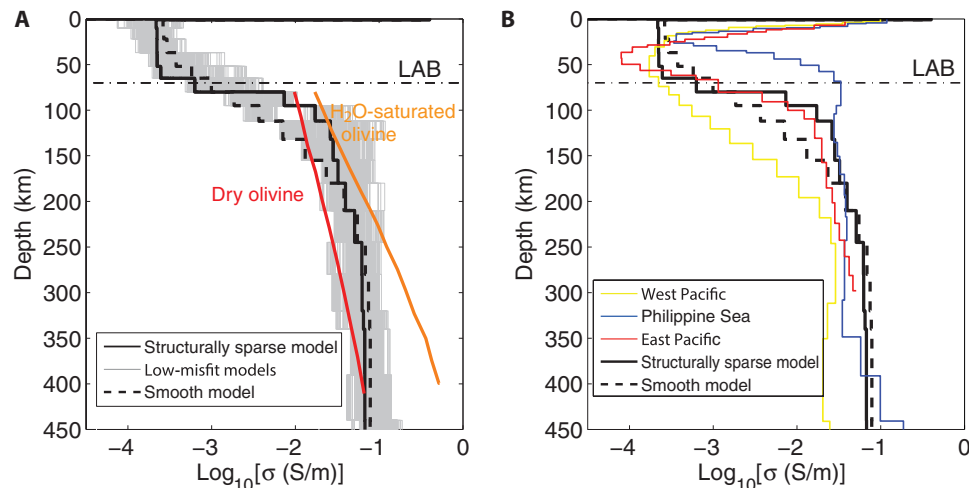 A
0
50
100
150
200
250
300
350
400
450
Depth (km)
LAB
H2O-saturated
olivine
Dry olivine
Structurally sparse model
Low-misfit models
Smooth model
−4
−3
−2
−1
0
Log10[σ (S/m)]
B
0
50
100
150
200
250
300
350
400
450
Depth (km)
LAB
West Pacific
Philippine Sea
East Pacific
Structurally sparse model
Smooth model
−4
−3
−2
−1
0
Log10[σ (S/m)]